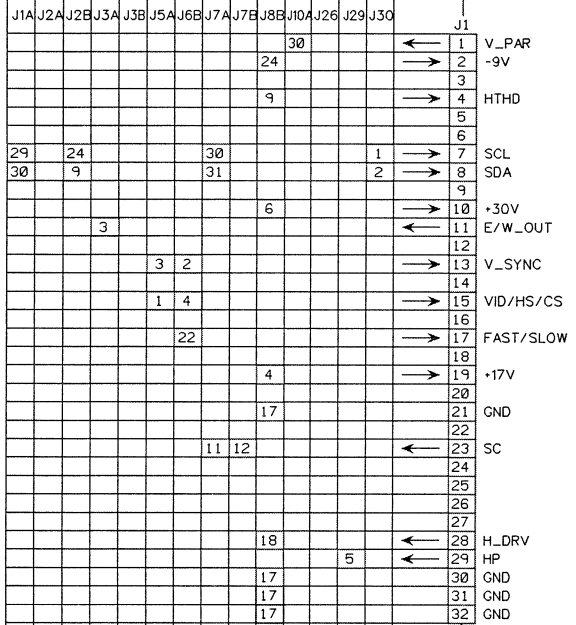 J1A J2A J2B J3A J3B J5A J6B J7A J7B J8B J10A J26 J29 J30 J1
30 1 V_PAR
24 2 -9V
3
9 4 HTHD
5
6
29 24 30 1 7 SCL
30 9 31 2 8 SDA
9
6 10 +30V
3 11 E/W_OUT
12
3 2 13 V_SYNC
14
1 4 15 VID/HS/CS
16
22 17 FAST/SLOW
18
4 19 +17V
20
17 21 GND
22
11 12 23 SC
24
25
26
27
18 28 H_DRV
5 29 HP
17 30 GND
17 31 GND
17 32 GND